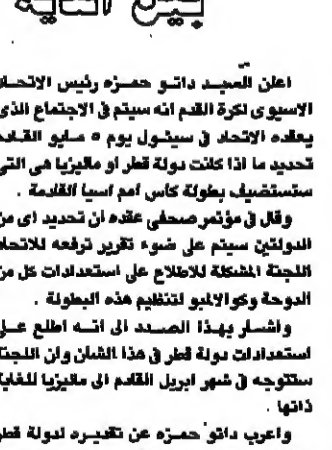 بين الغاية
اعلن السيد داتو حمزه رئيس الاتحاد
الاسيوي لكرة القدم انه سيتم في الاجتماع الذي
يعقده الاتحاد في سيئول يوم ٥ مايو القادم
تحديد ما اذا كانت دولة قطر او ماليزيا هي التي
ستستضيف بطولة كأس امم اسيا القادمة .
وقال في مؤتمر صحفي عقده ان تحديد اي من
الدولتين سيتم على ضوء تقرير ترفعه للاتحاد
اللجنة المشكلة للاطلاع على استعدادات كل من
الدوحة وكوالالمبو لتنظيم هذه البطولة .
واشار بهذا الصدد الى انه اطلع على
استعدادات دولة قطر في هذا الشان وان اللجنة
ستتوجه في شهر ابريل القادم الى ماليزيا للغاية
ذاتها .
واعرب داتو حمزه عن تقديره لدولة قطر